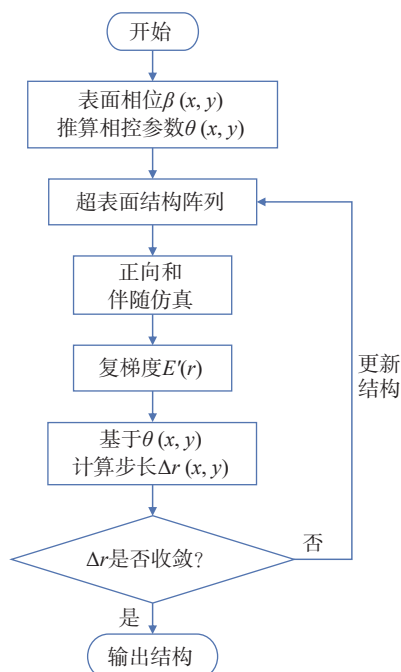 开始
表面相位β (x, y)
推算相控参数θ (x, y)
超表面结构阵列
正向和
伴随仿真
复梯度E′(r)
更新
结构
基于θ (x, y)
计算步长Δr (x, y)
Δr是否收敛?
否
是
输出结构